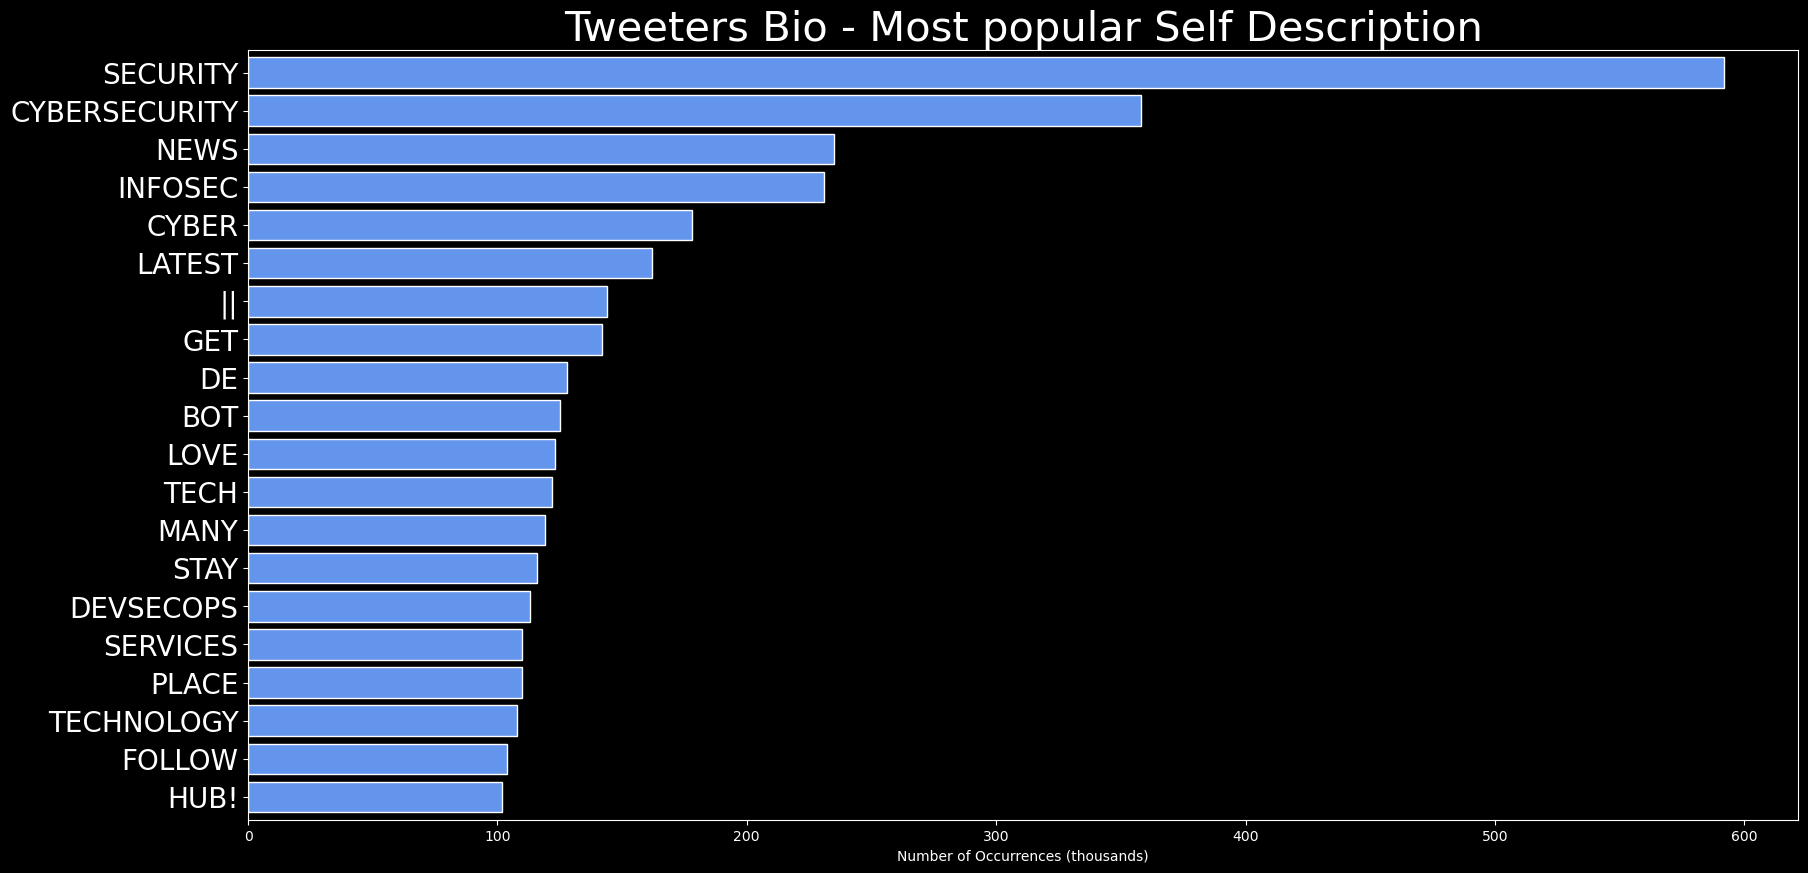 Tweeters Bio - Most popular Self Description
SECURITY
CYBERSECURITY
NEWS
INFOSEC
CYBER
LATEST
||
GET
DE
BOT
LOVE
TECH
MANY
STAY
DEVSECOPS
SERVICES
PLACE
TECHNOLOGY
FOLLOW
HUB!
0 100 200 300 400 500 600
Number of Occurrences (thousands)